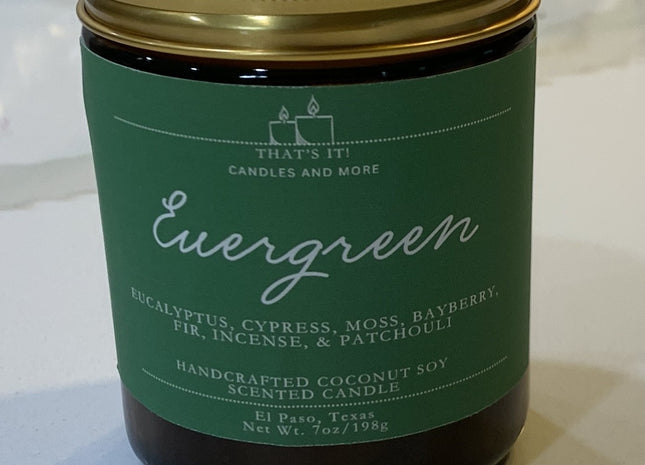 THAT'S IT!
CANDLES AND MORE
Evergreen
EUCALYPTUS, CYPRESS, MOSS, BAYBERRY,
FIR, INCENSE, & PATCHOULI
HANDCRAFTED COCONUT SOY
SCENTED CANDLE
El Paso, Texas
Net Wt. 7oz/198g